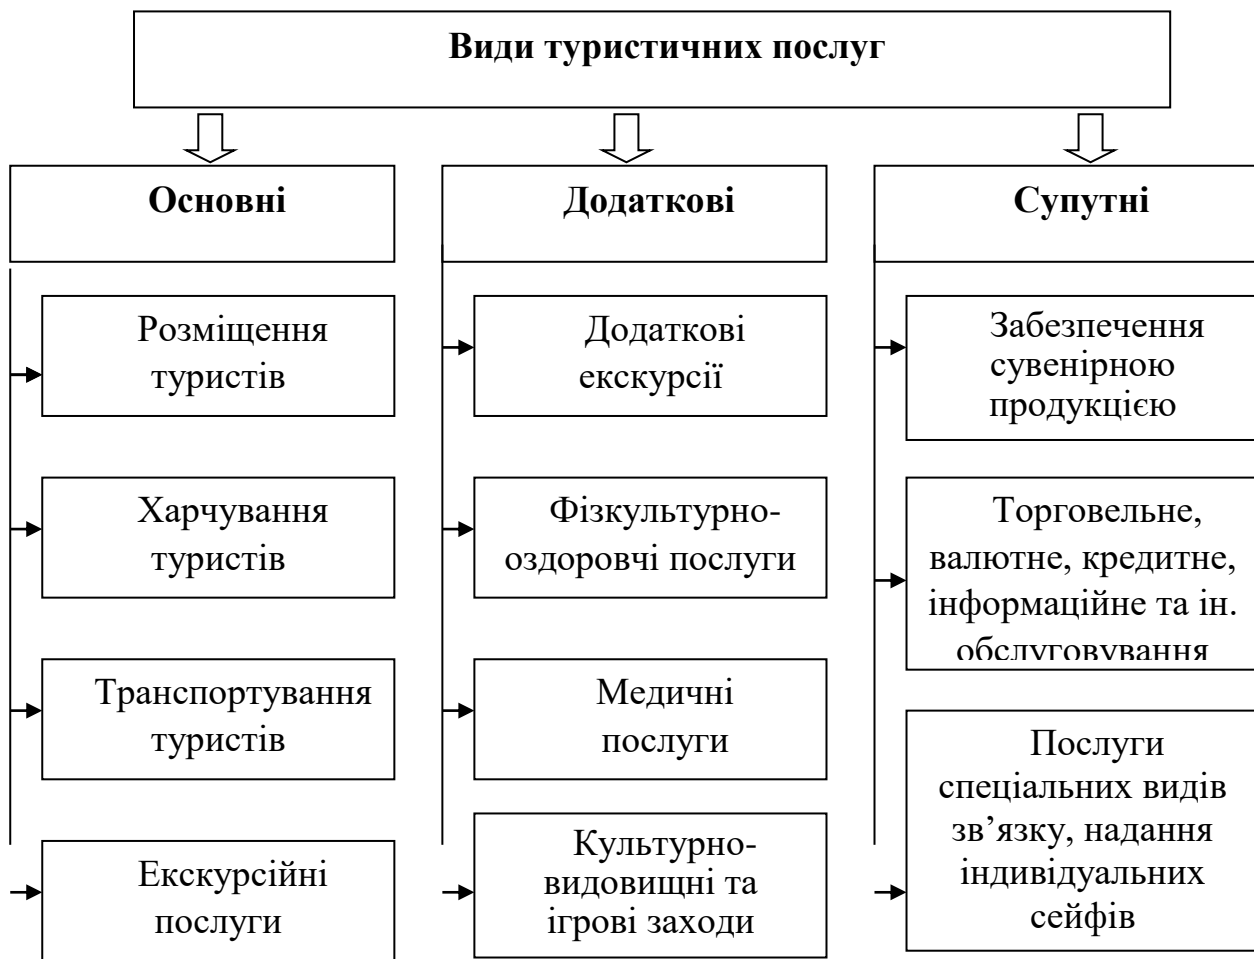 Види туристичних послуг
Основні
Додаткові
Супутні
Розміщення
туристів
Харчування
туристів
Транспортування
туристів
Екскурсійні
послуги
Додаткові
екскурсії
Фізкультурно-
оздоровчі послуги
Медичні
послуги
Культурно-
видовищні та
ігрові заходи
Забезпечення
сувенірною
продукцією
Торговельне,
валютне, кредитне,
інформаційне та ін.
обслуговування
Послуги
спеціальних видів
зв’язку, надання
індивідуальних
сейфів